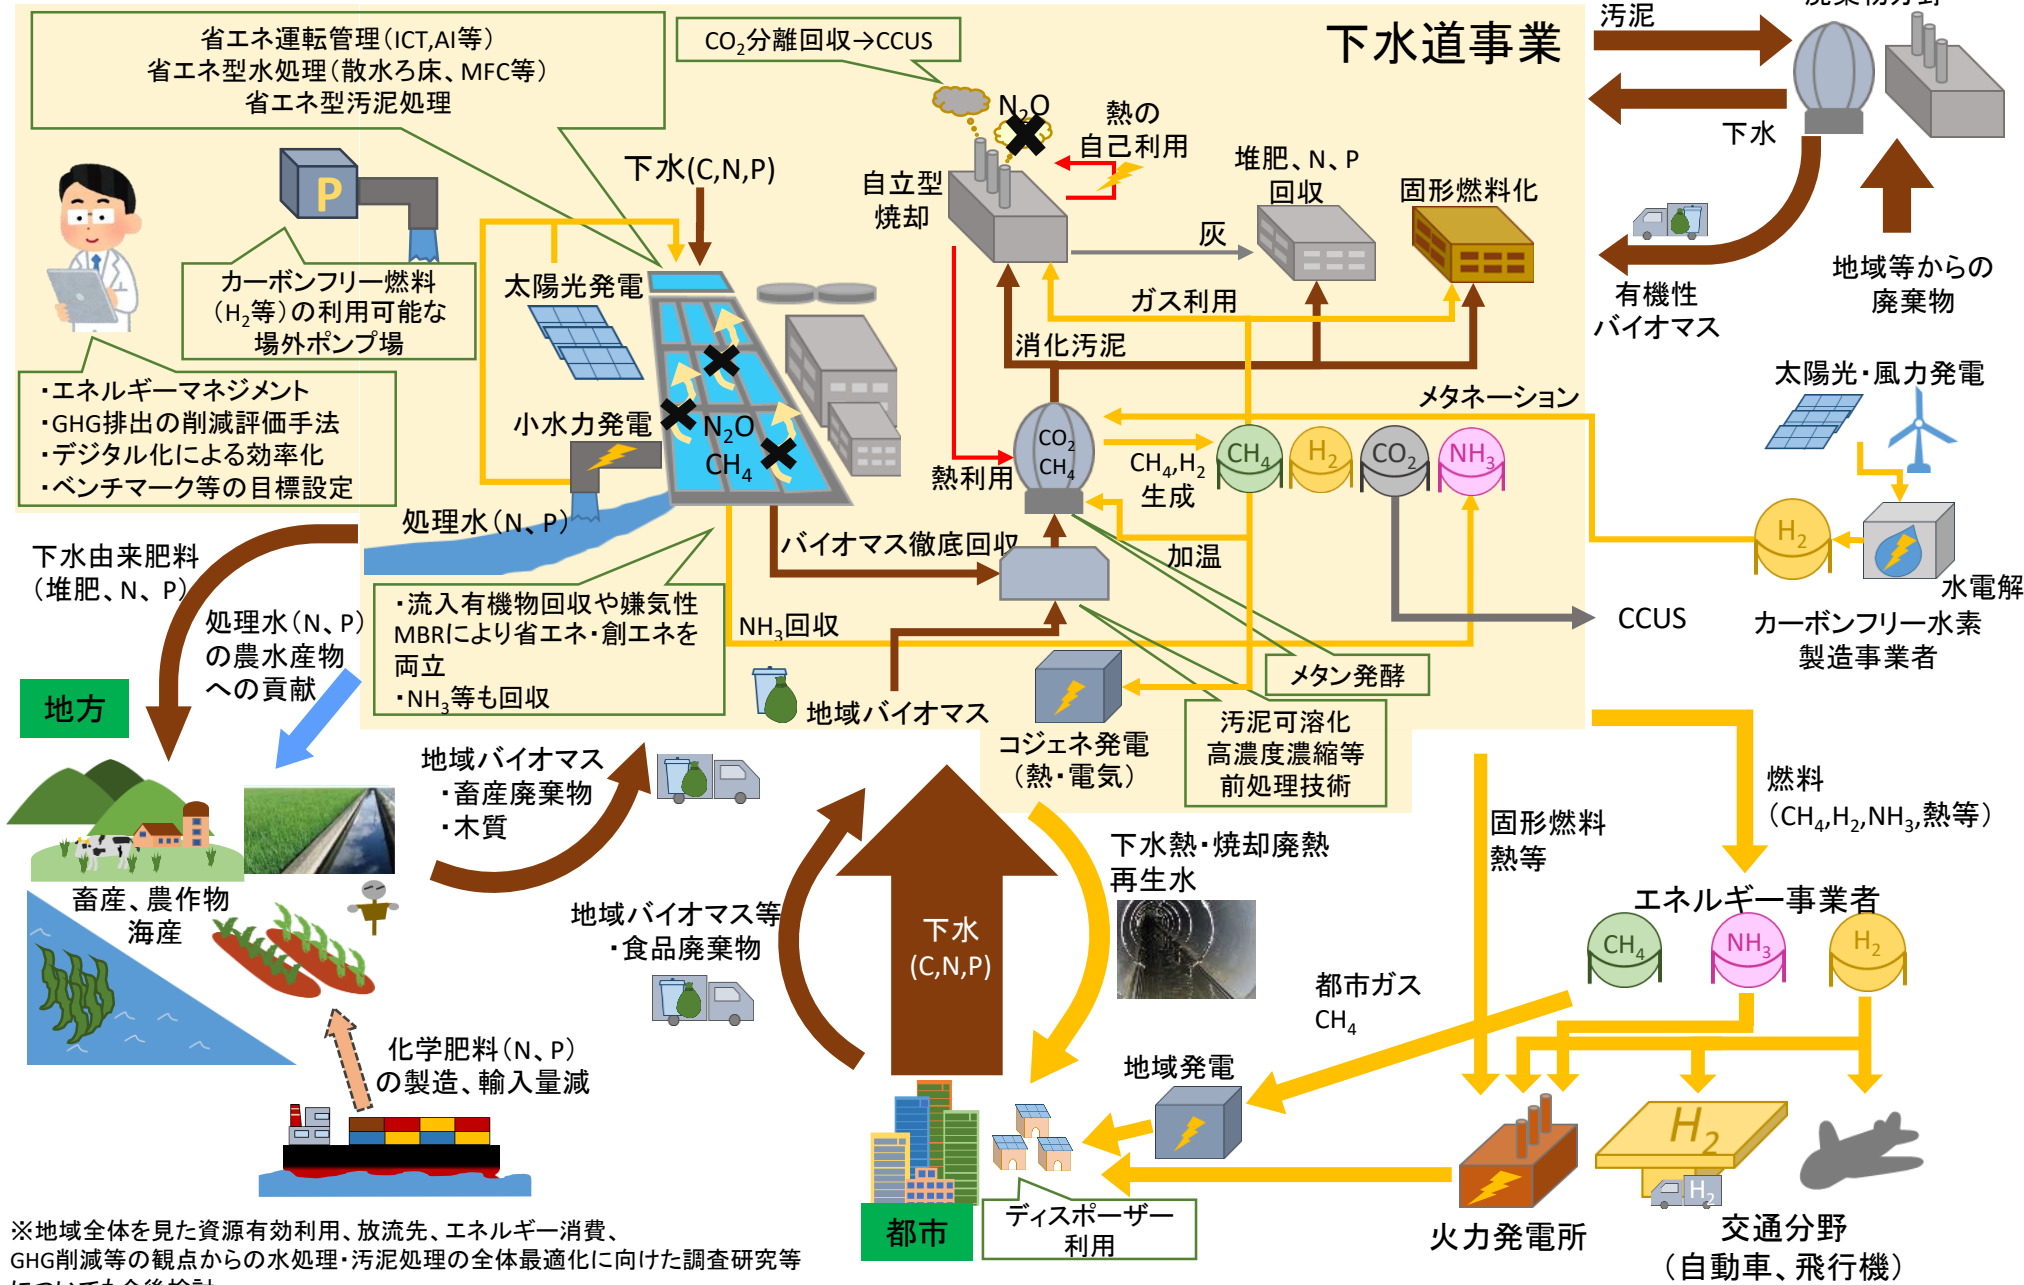 下水道事業
省エネ運転管理(ICT,AI等)
省エネ型水処理(散水ろ床、MFC等)
省エネ型汚泥処理
CO₂分離回収→CCUS
N₂O
熱の
自己利用
自立型
焼却
堆肥、N、P
回収
固形燃料化
灰
P
下水(C,N,P)
カーボンフリー燃料
(H₂等)の利用可能な
場外ポンプ場
太陽光発電
小水力発電
・エネルギーマネジメント
・GHG排出の削減評価手法
・デジタル化による効率化
・ベンチマーク等の目標設定
N₂O
CH₄
処理水(N、P)
ガス利用
消化汚泥
メタネーション
CO₂
CH₄
熱利用
CH₄,H₂
生成
CH₄
H₂
CO₂
NH₃
バイオマス徹底回収
加温
・流入有機物回収や嫌気性
MBRにより省エネ・創エネを
両立
・NH₃等も回収
NH₃回収
地域バイオマス
メタン発酵
汚泥可溶化
高濃度濃縮等
前処理技術
コジェネ発電
(熱・電気)
汚泥
下水
有機性
バイオマス
地域等からの
廃棄物
太陽光・風力発電
H₂
水電解
カーボンフリー水素
製造事業者
CCUS
下水由来肥料
(堆肥、N、P)
処理水(N、P)
の農水産物
への貢献
地方
地域バイオマス
・畜産廃棄物
・木質
畜産、農作物
海産
地域バイオマス等
・食品廃棄物
下水
(C,N,P)
下水熱・焼却廃熱
再生水
固形燃料
熱等
燃料
(CH₄,H₂,NH₃,熱等)
エネルギー事業者
CH₄
NH₃
H₂
都市ガス
CH₄
地域発電
化学肥料(N、P)
の製造、輸入量減
都市
ディスポーザー
利用
火力発電所
H₂
H₂
交通分野
(自動車、飛行機)
※地域全体を見た資源有効利用、放流先、エネルギー消費、
GHG削減等の観点からの水処理・汚泥処理の全体最適化に向けた調査研究等